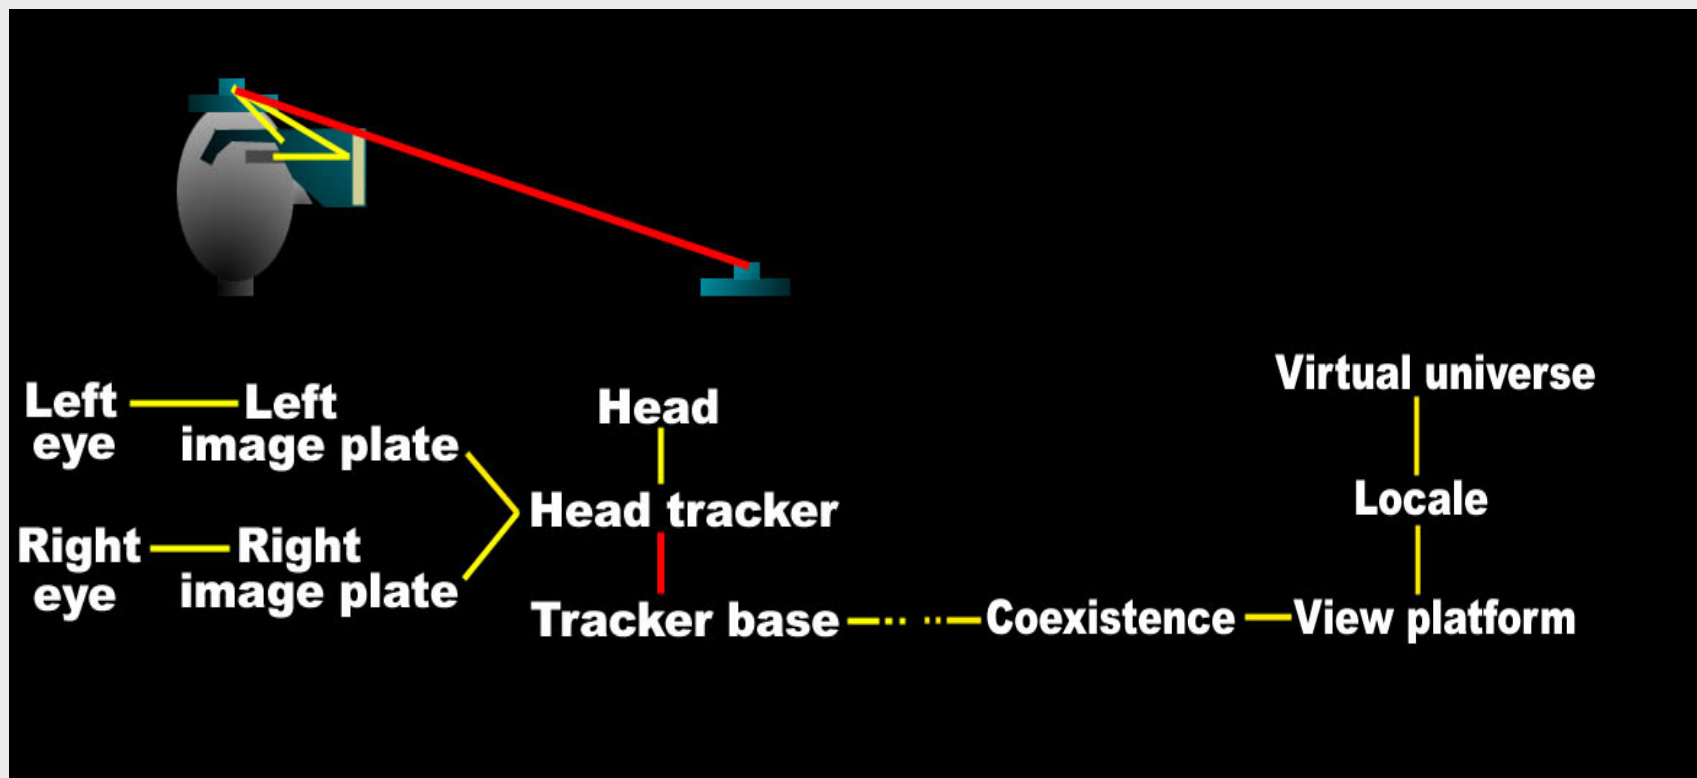 Left
eye
Left
image plate
Right
eye
Right
image plate
Head
Head tracker
Tracker base
Coexistence
View platform
Locale
Virtual universe